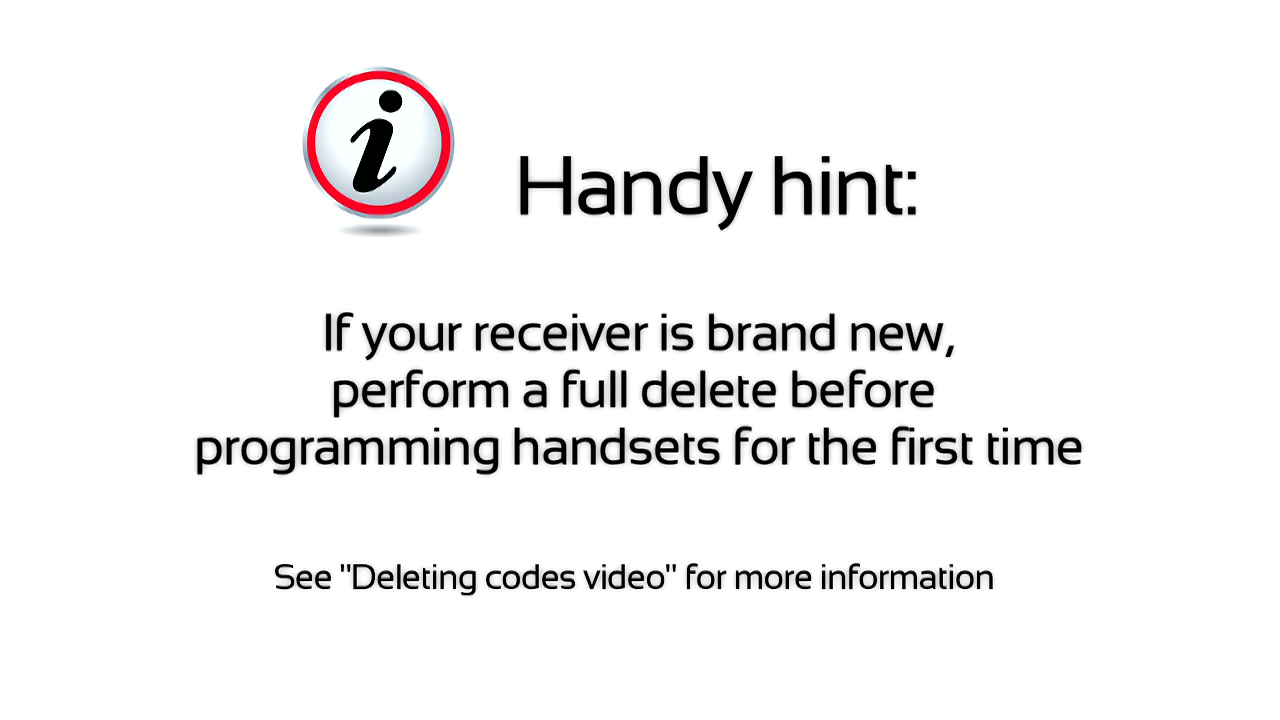 Handy hint:
If your receiver is brand new,
perform a full delete before
programming handsets for the first time
See "Deleting codes video" for more information